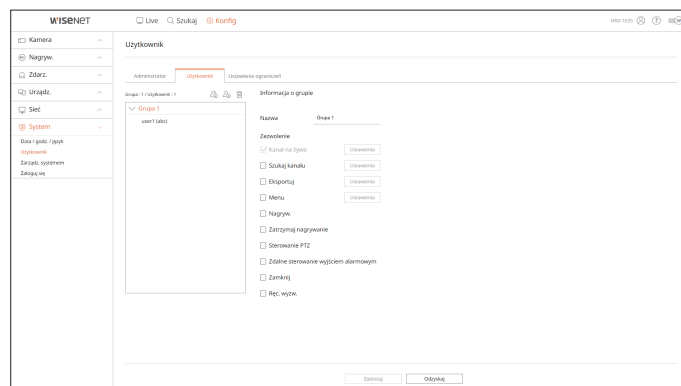 WISENET
Live Szukaj Konfig
HRX-1635
Kamera
Nagryw.
Zdarz.
Urządz.
Sieć
System
Data / godz. / język
Użytkownik
Zarządz. systemem
Zaloguj się
Użytkownik
Administrator Użytkownik Ustawienia ograniczeń
Grupa : 1 / Użytkownik : 1
Grupa 1
user1 (abc)
Informacja o grupie
Nazwa Grupa 1
Zezwolenie
Kanał na żywo Ustawienia
Szukaj kanału Ustawienia
Eksportuj Ustawienia
Menu Ustawienia
Nagryw.
Zatrzymaj nagrywanie
Sterowanie PTZ
Zdalne sterowanie wyjściem alarmowym
Zamknij
Ręc. wyzw.
Zastosuj Odzyskaj